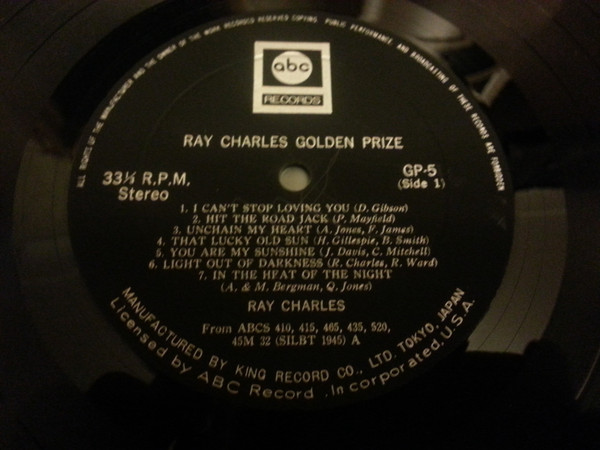 ALL RIGHTS OF THE MANUFACTURER AND THE OWNER OF THE WORK RECORDED RESERVED COPYING, PUBLIC PERFORMANCE, AND BROADCASTING OF THESE RECORDS ARE FORBIDDEN
abc
RECORDS
RAY CHARLES GOLDEN PRIZE
33⅓ R.P.M.
Stereo
GP-5
(Side 1)
1. I CAN'T STOP LOVING YOU (D. Gibson)
2. HIT THE ROAD JACK (P. Mayfield)
3. UNCHAIN MY HEART (A. Jones, F. James)
4. THAT LUCKY OLD SUN (H. Gillespie, B. Smith)
5. YOU ARE MY SUNSHINE (J. Davis, C. Mitchell)
6. LIGHT OUT OF DARKNESS (R. Charles, R. Ward)
7. IN THE HEAT OF THE NIGHT
(A. & M. Bergman, Q. Jones)
RAY CHARLES
From ABCS 410, 415, 465, 435, 520,
45M 32 (SILBT 1945) A
MANUFACTURED BY KING RECORD CO., LTD. TOKYO, JAPAN
Licensed by ABC Record . Incorporated, U.S.A.